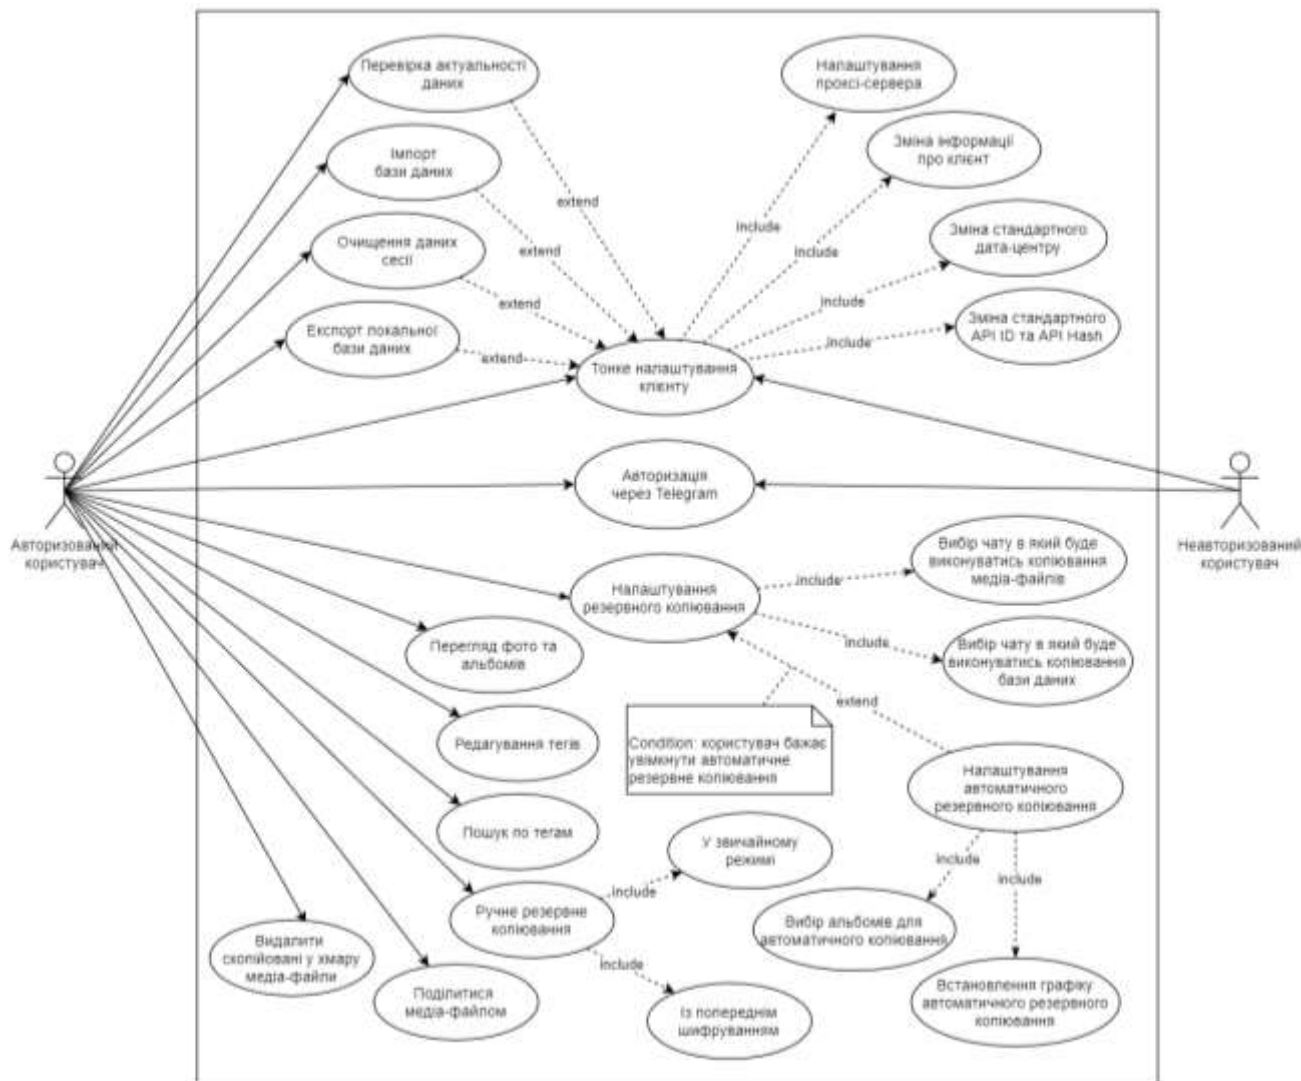 Перевірка актуальності
даних
Налаштування
проксі-сервера
Імпорт
бази даних
Зміна інформації
про клієнт
extend
include
Очищення даних
сесії
extend
include
Зміна стандартного
дата-центру
extend
include
Експорт локальної
бази даних
extend
include
Зміна стандартного
API ID та API Hash
Тонке налаштування
клієнту
Авторизація
через Telegram
Авторизований
користувач
Неавторизований
користувач
Налаштування
резервного копіювання
include
Вибір чату в який буде
виконуватись копіювання
медіа-файлів
include
Вибір чату в який буде
виконуватись копіювання
бази даних
Перегляд фото та
альбомів
extend
Condition: користувач бажає
увімкнути автоматичне
резервне копіювання
Редагування тегів
Налаштування
автоматичного
резервного копіювання
Пошук по тегам
У звичайному
режимі
include
include
include
Ручне резервне
копіювання
Вибір альбомів для
автоматичного копіювання
Видалити
скопійовані у хмару
медіа-файли
include
Поділитися
медіа-файлом
Із попереднім
шифруванням
Встановлення графіку
автоматичного резервного
копіювання